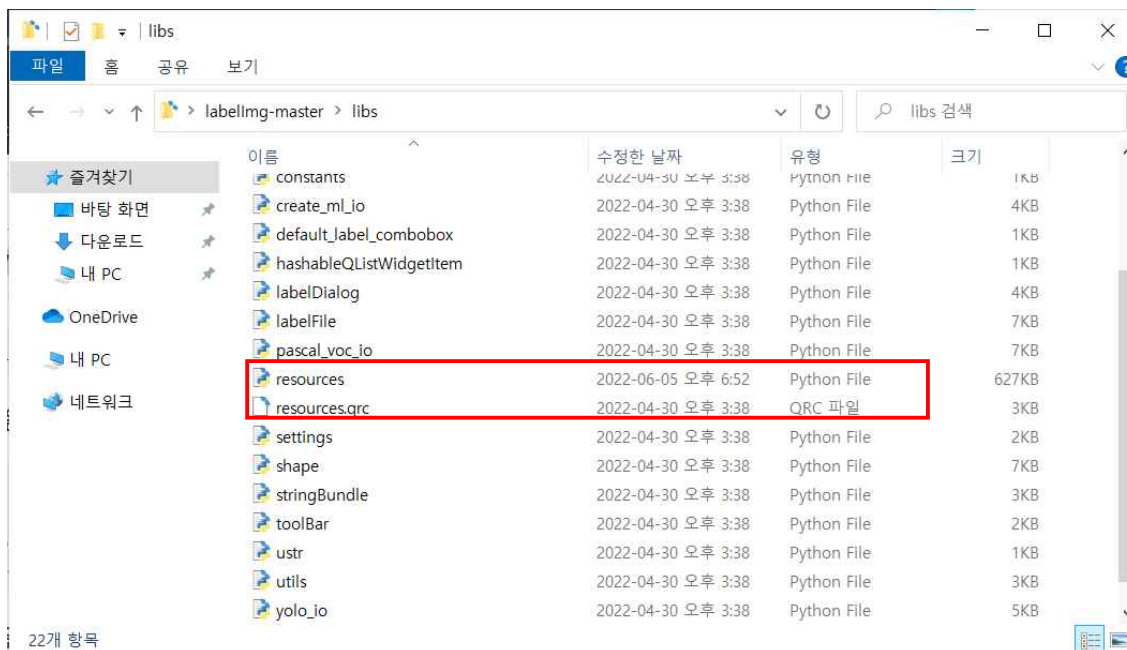 libs
파일 홈 공유 보기
labelImg-master > libs
libs 검색
이름 수정한 날짜 유형 크기
즐겨찾기
바탕 화면
다운로드
내 PC
OneDrive
내 PC
네트워크
constants 2022-04-30 오후 3:38 Python File 1KB
create_ml_io 2022-04-30 오후 3:38 Python File 4KB
default_label_combobox 2022-04-30 오후 3:38 Python File 1KB
hashableQListWidgetItem 2022-04-30 오후 3:38 Python File 1KB
labelDialog 2022-04-30 오후 3:38 Python File 4KB
labelFile 2022-04-30 오후 3:38 Python File 7KB
pascal_voc_io 2022-04-30 오후 3:38 Python File 7KB
resources 2022-06-05 오후 6:52 Python File 627KB
resources.qrc 2022-04-30 오후 3:38 QRC 파일 3KB
settings 2022-04-30 오후 3:38 Python File 2KB
shape 2022-04-30 오후 3:38 Python File 7KB
stringBundle 2022-04-30 오후 3:38 Python File 3KB
toolBar 2022-04-30 오후 3:38 Python File 2KB
ustr 2022-04-30 오후 3:38 Python File 1KB
utils 2022-04-30 오후 3:38 Python File 3KB
yolo_io 2022-04-30 오후 3:38 Python File 5KB
22개 항목